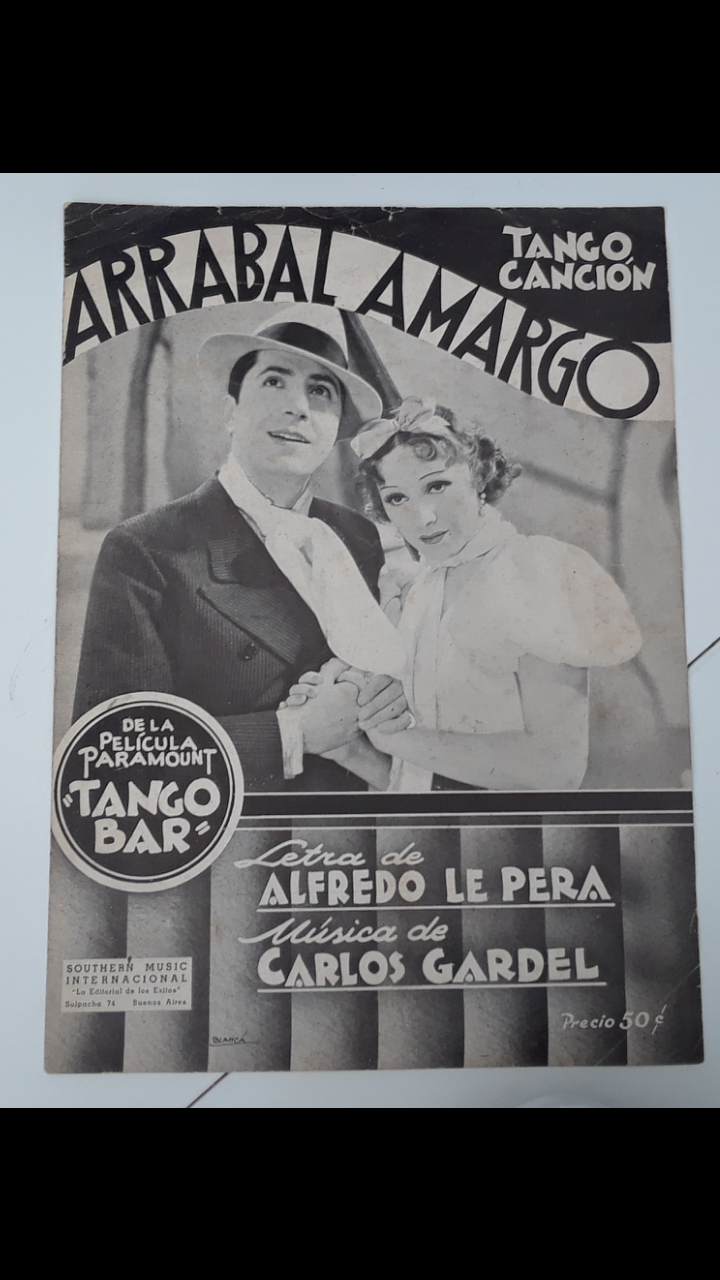 ARRABAL AMARGO
TANGO
CANCIÓN
DE LA
PELÍCULA
PARAMOUNT
"TANGO
BAR"
Letra de
ALFREDO LE PERA
Música de
CARLOS GARDEL
SOUTHERN MUSIC
INTERNACIONAL
"La Editorial de los Exitos"
Suipacha 74 Buenos Aires
Precio 50 ¢